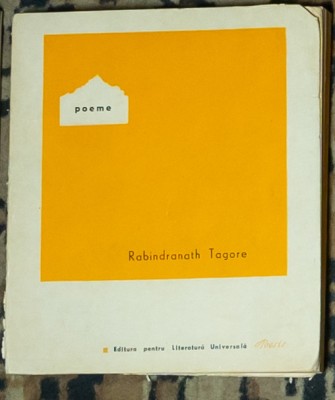 poeme
Rabindranath Tagore
Editura pentru Literatură Universală